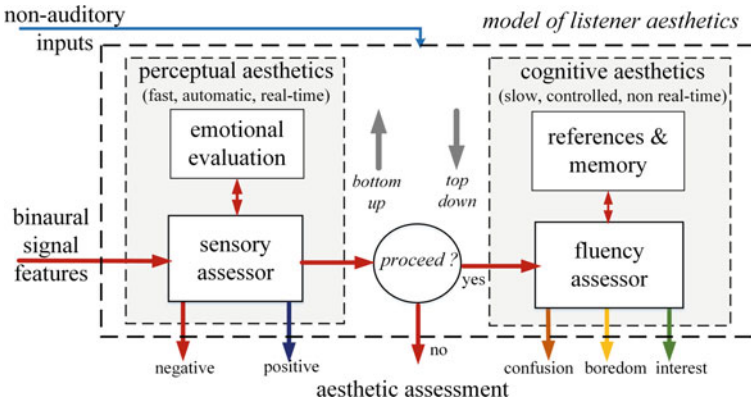 non-auditory
inputs
model of listener aesthetics
perceptual aesthetics
(fast, automatic, real-time)
emotional
evaluation
bottom
up
top
down
cognitive aesthetics
(slow, controlled, non real-time)
references &
memory
binaural
signal
features
sensory
assessor
proceed ?
yes
fluency
assessor
no
negative
positive
confusion
boredom
interest
aesthetic assessment